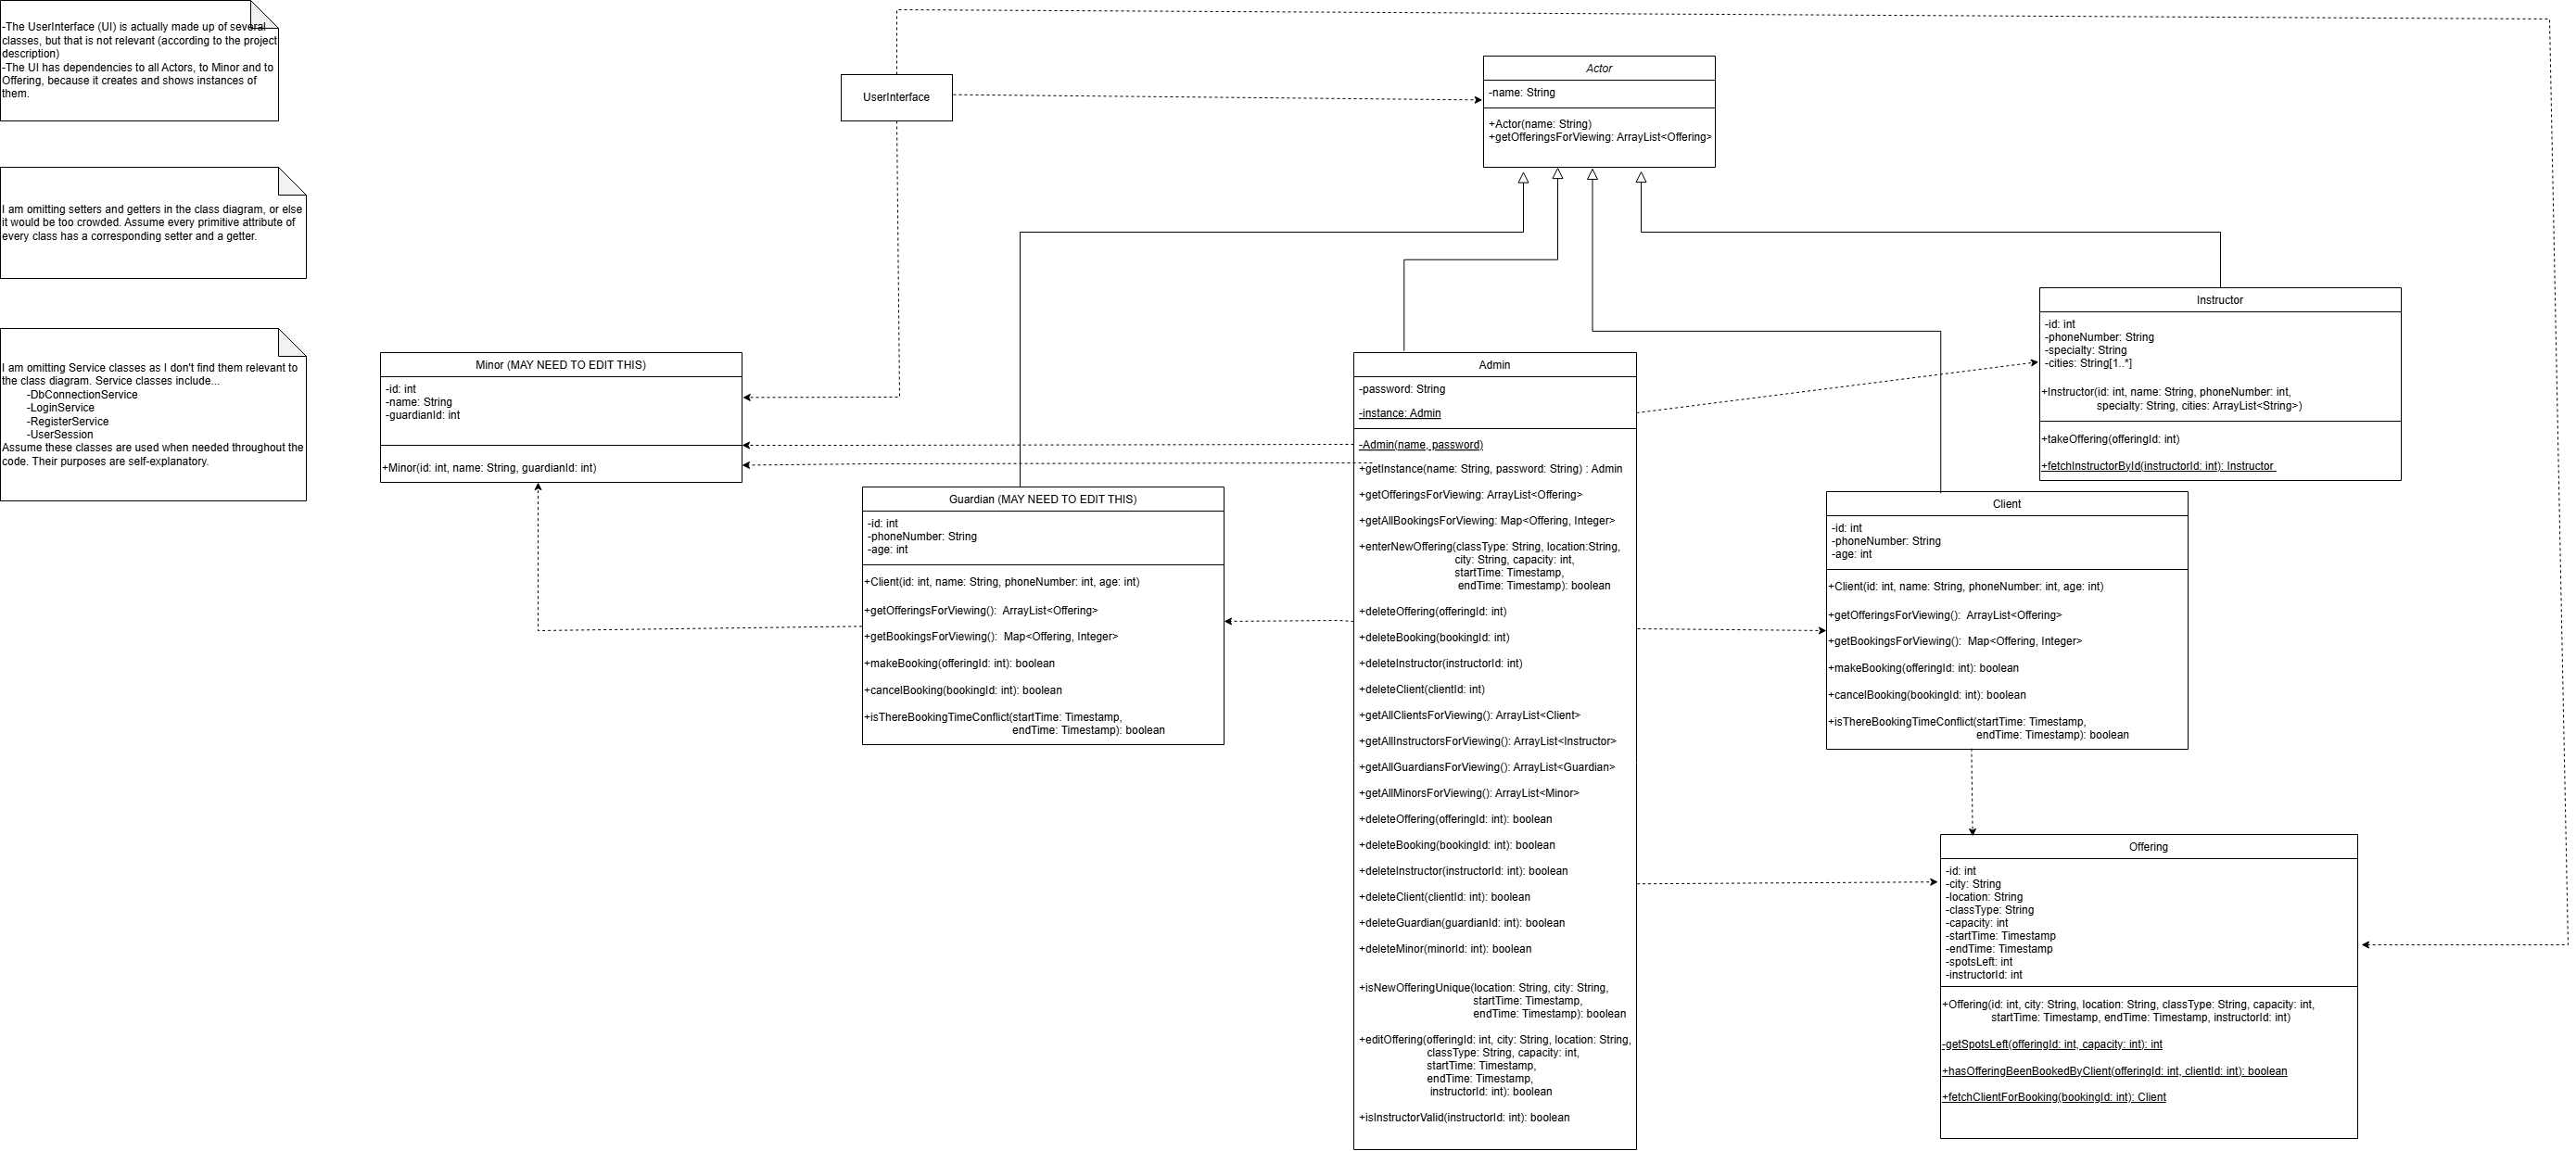 -The UserInterface (UI) is actually made up of several
classes, but that is not relevant (according to the project
description)
-The UI has dependencies to all Actors, to Minor and to
Offering, because it creates and shows instances of
them.
I am omitting setters and getters in the class diagram, or else
it would be too crowded. Assume every primitive attribute of
every class has a corresponding setter and a getter.
I am omitting Service classes as I don't find them relevant to
the class diagram. Service classes include...
-DbConnectionService
-LoginService
-RegisterService
-UserSession
Assume these classes are used when needed throughout the
code. Their purposes are self-explanatory.
UserInterface
Actor
-name: String
+Actor(name: String)
+getOfferingsForViewing: ArrayList<Offering>
Minor (MAY NEED TO EDIT THIS)
-id: int
-name: String
-guardianId: int
+Minor(id: int, name: String, guardianId: int)
Guardian (MAY NEED TO EDIT THIS)
-id: int
-phoneNumber: String
-age: int
+Client(id: int, name: String, phoneNumber: int, age: int)
+getOfferingsForViewing():  ArrayList<Offering>
+getBookingsForViewing():  Map<Offering, Integer>
+makeBooking(offeringId: int): boolean
+cancelBooking(bookingId: int): boolean
+isThereBookingTimeConflict(startTime: Timestamp,
endTime: Timestamp): boolean
Admin
-password: String
-instance: Admin
-Admin(name, password)
+getInstance(name: String, password: String) : Admin
+getOfferingsForViewing: ArrayList<Offering>
+getAllBookingsForViewing: Map<Offering, Integer>
+enterNewOffering(classType: String, location:String,
city: String, capacity: int,
startTime: Timestamp,
endTime: Timestamp): boolean
+deleteOffering(offeringId: int)
+deleteBooking(bookingId: int)
+deleteInstructor(instructorId: int)
+deleteClient(clientId: int)
+getAllClientsForViewing(): ArrayList<Client>
+getAllInstructorsForViewing(): ArrayList<Instructor>
+getAllGuardiansForViewing(): ArrayList<Guardian>
+getAllMinorsForViewing(): ArrayList<Minor>
+deleteOffering(offeringId: int): boolean
+deleteBooking(bookingId: int): boolean
+deleteInstructor(instructorId: int): boolean
+deleteClient(clientId: int): boolean
+deleteGuardian(guardianId: int): boolean
+deleteMinor(minorId: int): boolean
+isNewOfferingUnique(location: String, city: String,
startTime: Timestamp,
endTime: Timestamp): boolean
+editOffering(offeringId: int, city: String, location: String,
classType: String, capacity: int,
startTime: Timestamp,
endTime: Timestamp,
instructorId: int): boolean
+isInstructorValid(instructorId: int): boolean
Instructor
-id: int
-phoneNumber: String
-specialty: String
-cities: String[1..*]
+Instructor(id: int, name: String, phoneNumber: int,
specialty: String, cities: ArrayList<String>)
+takeOffering(offeringId: int)
+fetchInstructorById(instructorId: int): Instructor
Client
-id: int
-phoneNumber: String
-age: int
+Client(id: int, name: String, phoneNumber: int, age: int)
+getOfferingsForViewing():  ArrayList<Offering>
+getBookingsForViewing():  Map<Offering, Integer>
+makeBooking(offeringId: int): boolean
+cancelBooking(bookingId: int): boolean
+isThereBookingTimeConflict(startTime: Timestamp,
endTime: Timestamp): boolean
Offering
-id: int
-city: String
-location: String
-classType: String
-capacity: int
-startTime: Timestamp
-endTime: Timestamp
-spotsLeft: int
-instructorId: int
+Offering(id: int, city: String, location: String, classType: String, capacity: int,
startTime: Timestamp, endTime: Timestamp, instructorId: int)
-getSpotsLeft(offeringId: int, capacity: int): int
+hasOfferingBeenBookedByClient(offeringId: int, clientId: int): boolean
+fetchClientForBooking(bookingId: int): Client